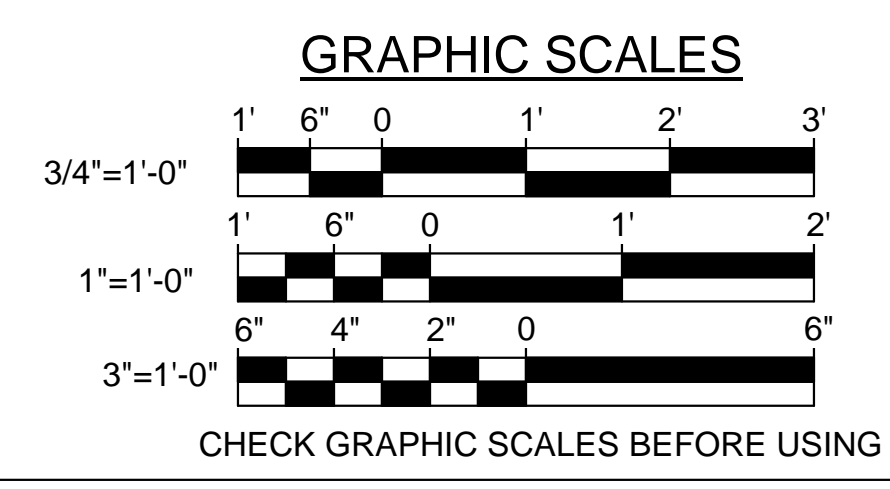 GRAPHIC SCALES
1' 6" 0 1' 2' 3'
3/4"=1'-0"
1' 6" 0 1' 2'
1"=1'-0"
6" 4" 2" 0 6"
3"=1'-0"
CHECK GRAPHIC SCALES BEFORE USING